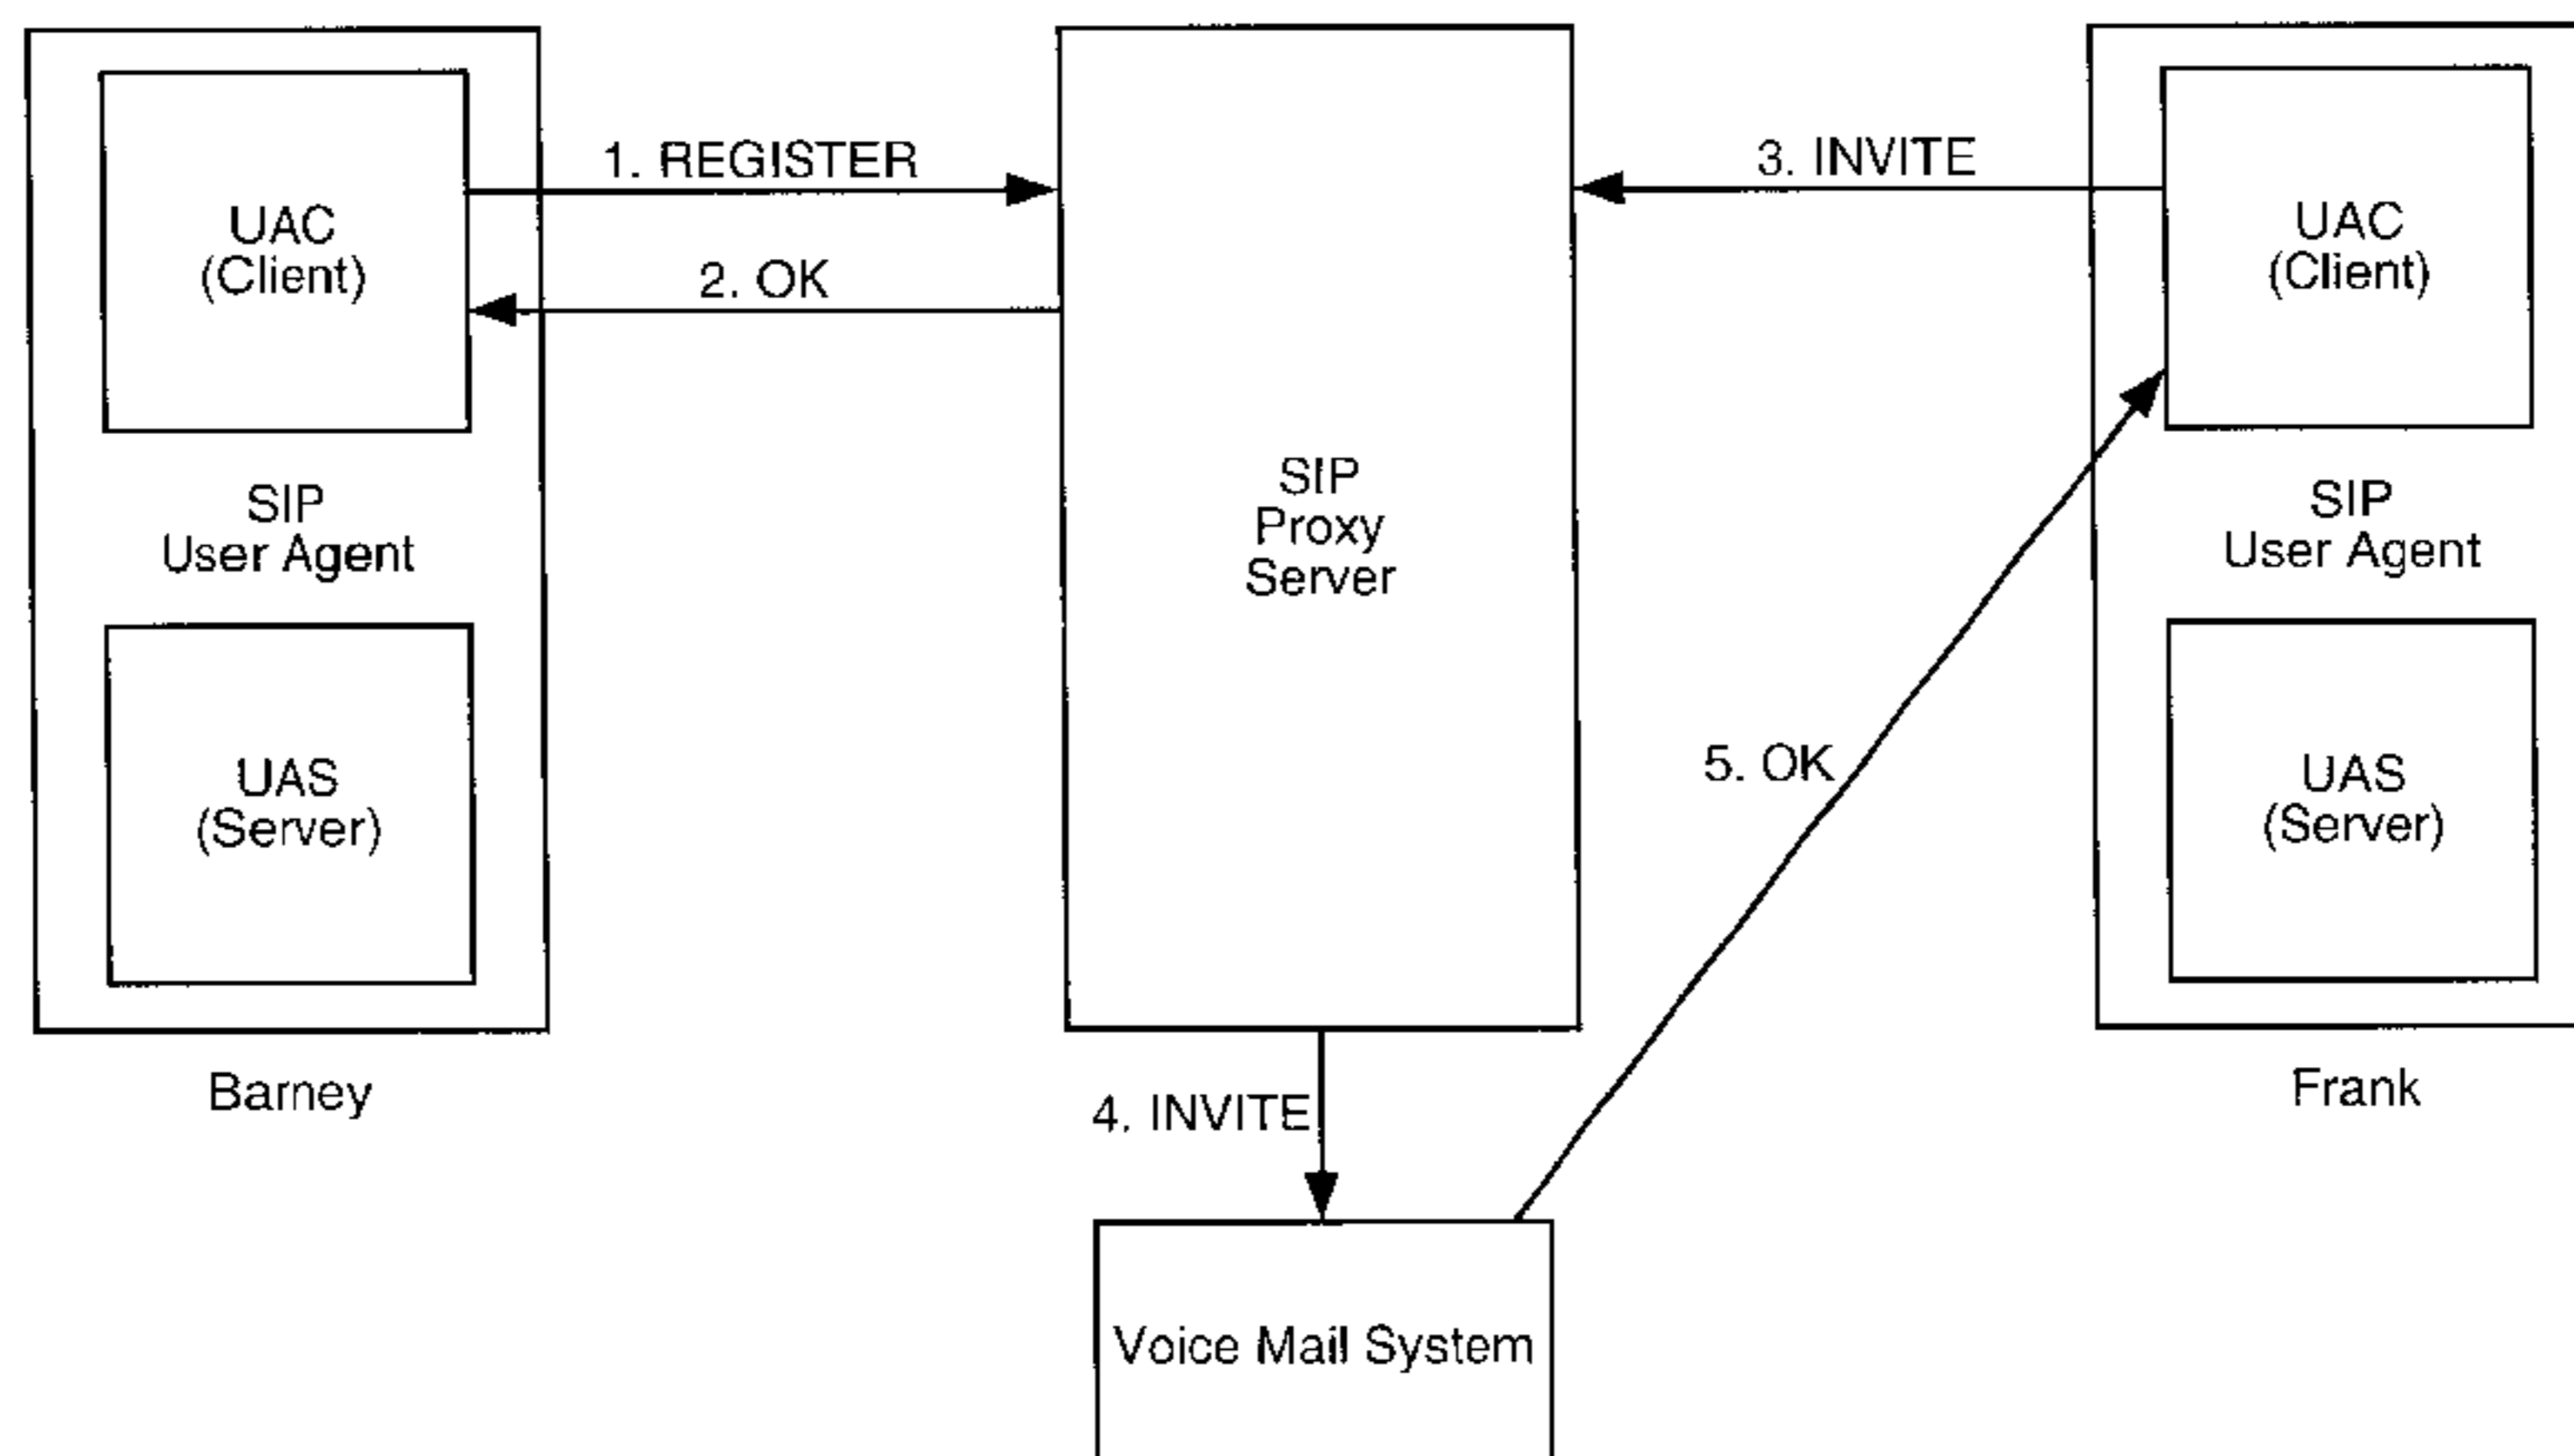 1. REGISTER
2. OK
UAC
(Client)
SIP
User Agent
UAS
(Server)
Barney
SIP
Proxy
Server
3. INVITE
4. INVITE
5. OK
Voice Mail System
UAC
(Client)
SIP
User Agent
UAS
(Server)
Frank